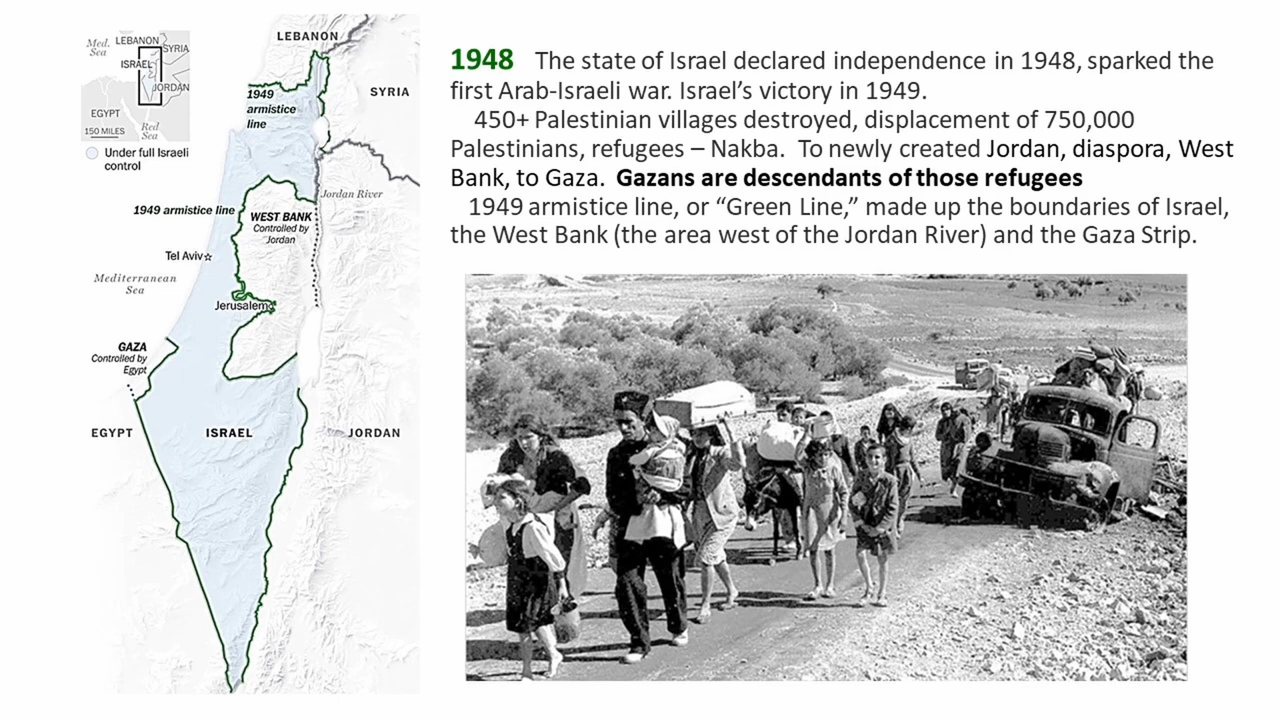 Med.
Sea
LEBANON
SYRIA
ISRAEL
JORDAN
EGYPT
150 MILES
Red
Sea
Under full Israeli
control
LEBANON
SYRIA
1949
armistice
line
Jordan River
1949 armistice line
WEST BANK
Controlled by
Jordan
Tel Aviv
Mediterranean
Sea
Jerusalem
GAZA
Controlled by
Egypt
EGYPT
ISRAEL
JORDAN
1948 The state of Israel declared independence in 1948, sparked the
first Arab-Israeli war. Israel’s victory in 1949.
450+ Palestinian villages destroyed, displacement of 750,000
Palestinians, refugees – Nakba. To newly created Jordan, diaspora, West
Bank, to Gaza. Gazans are descendants of those refugees
1949 armistice line, or “Green Line,” made up the boundaries of Israel,
the West Bank (the area west of the Jordan River) and the Gaza Strip.